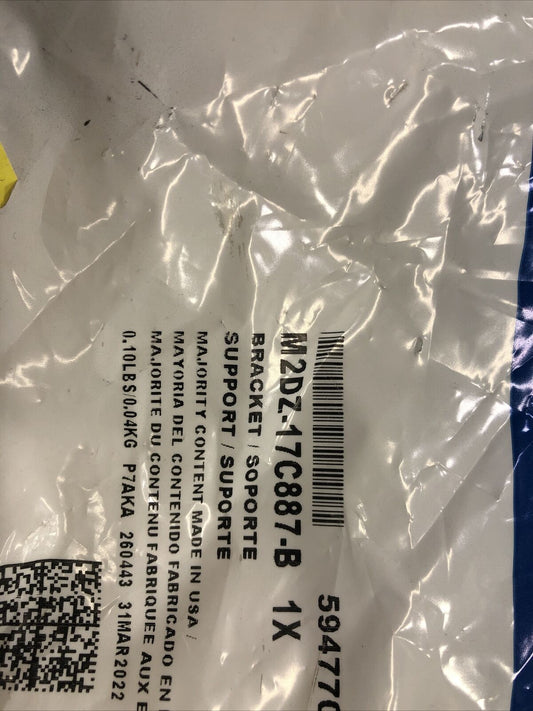 594770
M2DZ-17C887-B 1X
BRACKET / SOPORTE
SUPPORT / SUPORTE
MAJORITY CONTENT MADE IN USA /
MAYORIA DEL CONTENIDO FABRICADO EN
MAJORITE DU CONTENU FABRIQUEE AUX E
0.10LBS/0.04KG P7AKA 260443 31MAR2022